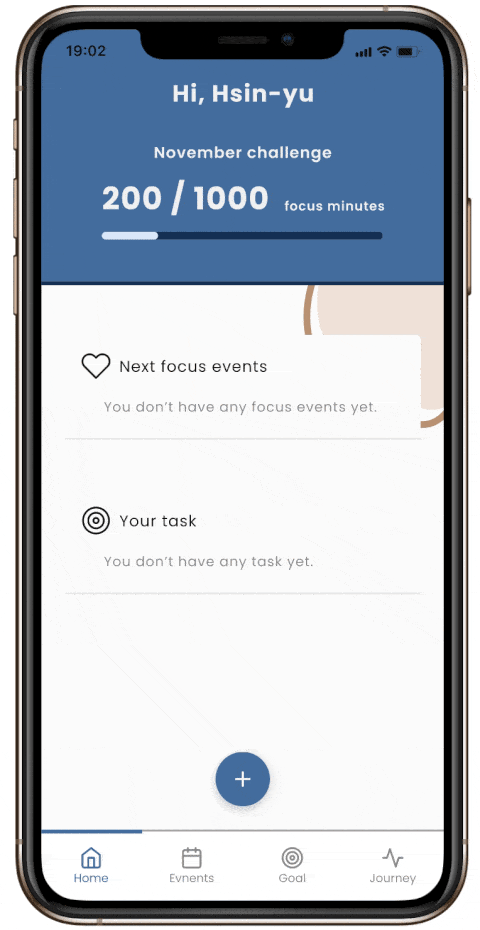 19:02
Hi, Hsin-yu
November challenge
200 / 1000 focus minutes
Next focus events
You don’t have any focus events yet.
Your task
You don’t have any task yet.
+
Home Evnents Goal Journey